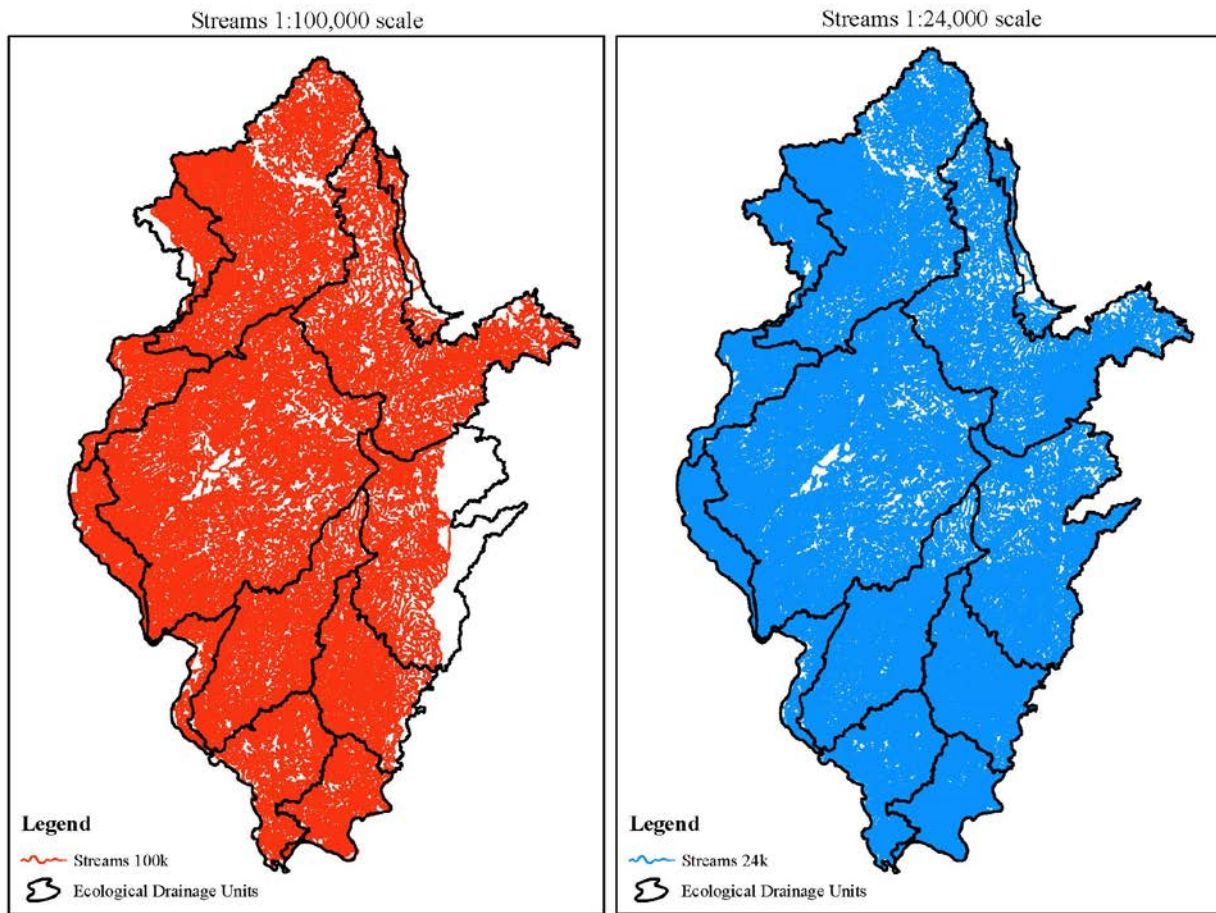 Streams 1:100,000 scale
Streams 1:24,000 scale
Legend
Streams 100k
Ecological Drainage Units
Legend
Streams 24k
Ecological Drainage Units